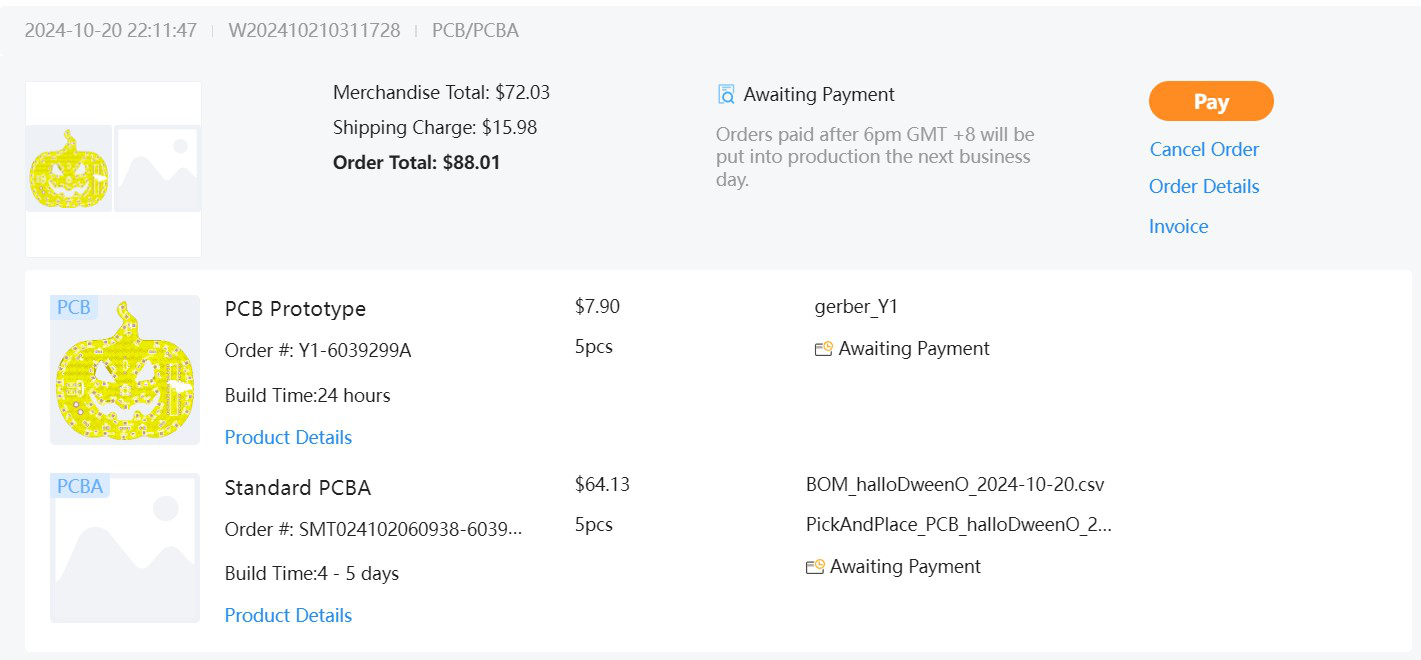 2024-10-20 22:11:47 | W202410210311728 | PCB/PCBA
Merchandise Total: $72.03
Shipping Charge: $15.98
Order Total: $88.01
Awaiting Payment
Orders paid after 6pm GMT +8 will be
put into production the next business
day.
Pay
Cancel Order
Order Details
Invoice
PCB
PCB Prototype
$7.90
gerber_Y1
Order #: Y1-6039299A
5pcs
Awaiting Payment
Build Time:24 hours
Product Details
PCBA
Standard PCBA
$64.13
BOM_halloDweenO_2024-10-20.csv
Order #: SMT024102060938-6039...
5pcs
PickAndPlace_PCB_halloDweenO_2...
Awaiting Payment
Build Time:4 - 5 days
Product Details